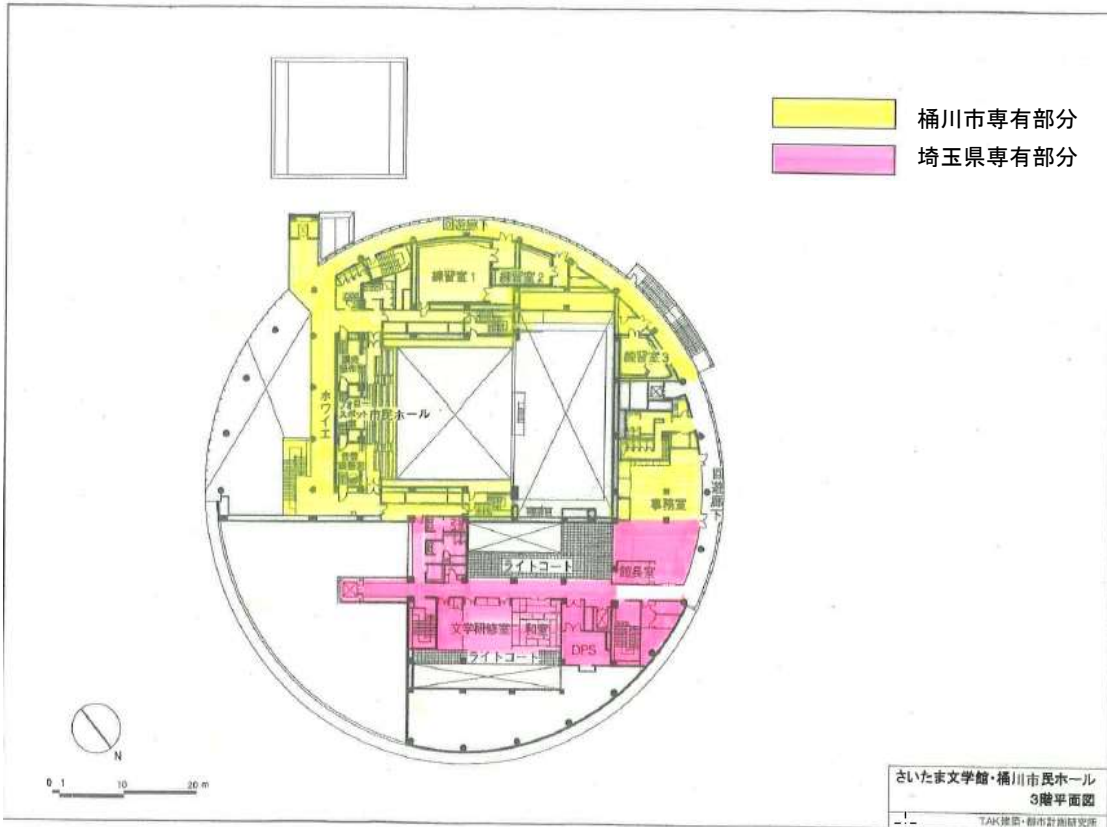 桶川市専有部分
埼玉県専有部分
回遊廊下
練習室1
練習室2
練習室3
ホワイエ
スポット
市民ホール
事務室
回遊廊下
ライトコート
館長室
文学研修室
和室
DPS
ライトコート
N
0 1 10 20 m
さいたま文学館・桶川市民ホール
3階平面図
TAK建築・都市計画研究所